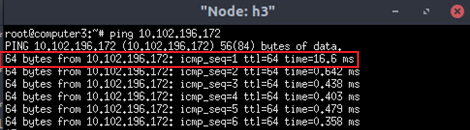 "Node: h3"
root@computer3:~# ping 10.102.196.172
PING 10.102.196.172 (10.102.196.172) 56(84) bytes of data.
64 bytes from 10.102.196.172: icmp_seq=1 ttl=64 time=16.6 ms
64 bytes from 10.102.196.172: icmp_seq=2 ttl=64 time=0.642 ms
64 bytes from 10.102.196.172: icmp_seq=3 ttl=64 time=0.438 ms
64 bytes from 10.102.196.172: icmp_seq=4 ttl=64 time=0.403 ms
64 bytes from 10.102.196.172: icmp_seq=5 ttl=64 time=0.479 ms
64 bytes from 10.102.196.172: icmp_seq=6 ttl=64 time=0.358 ms